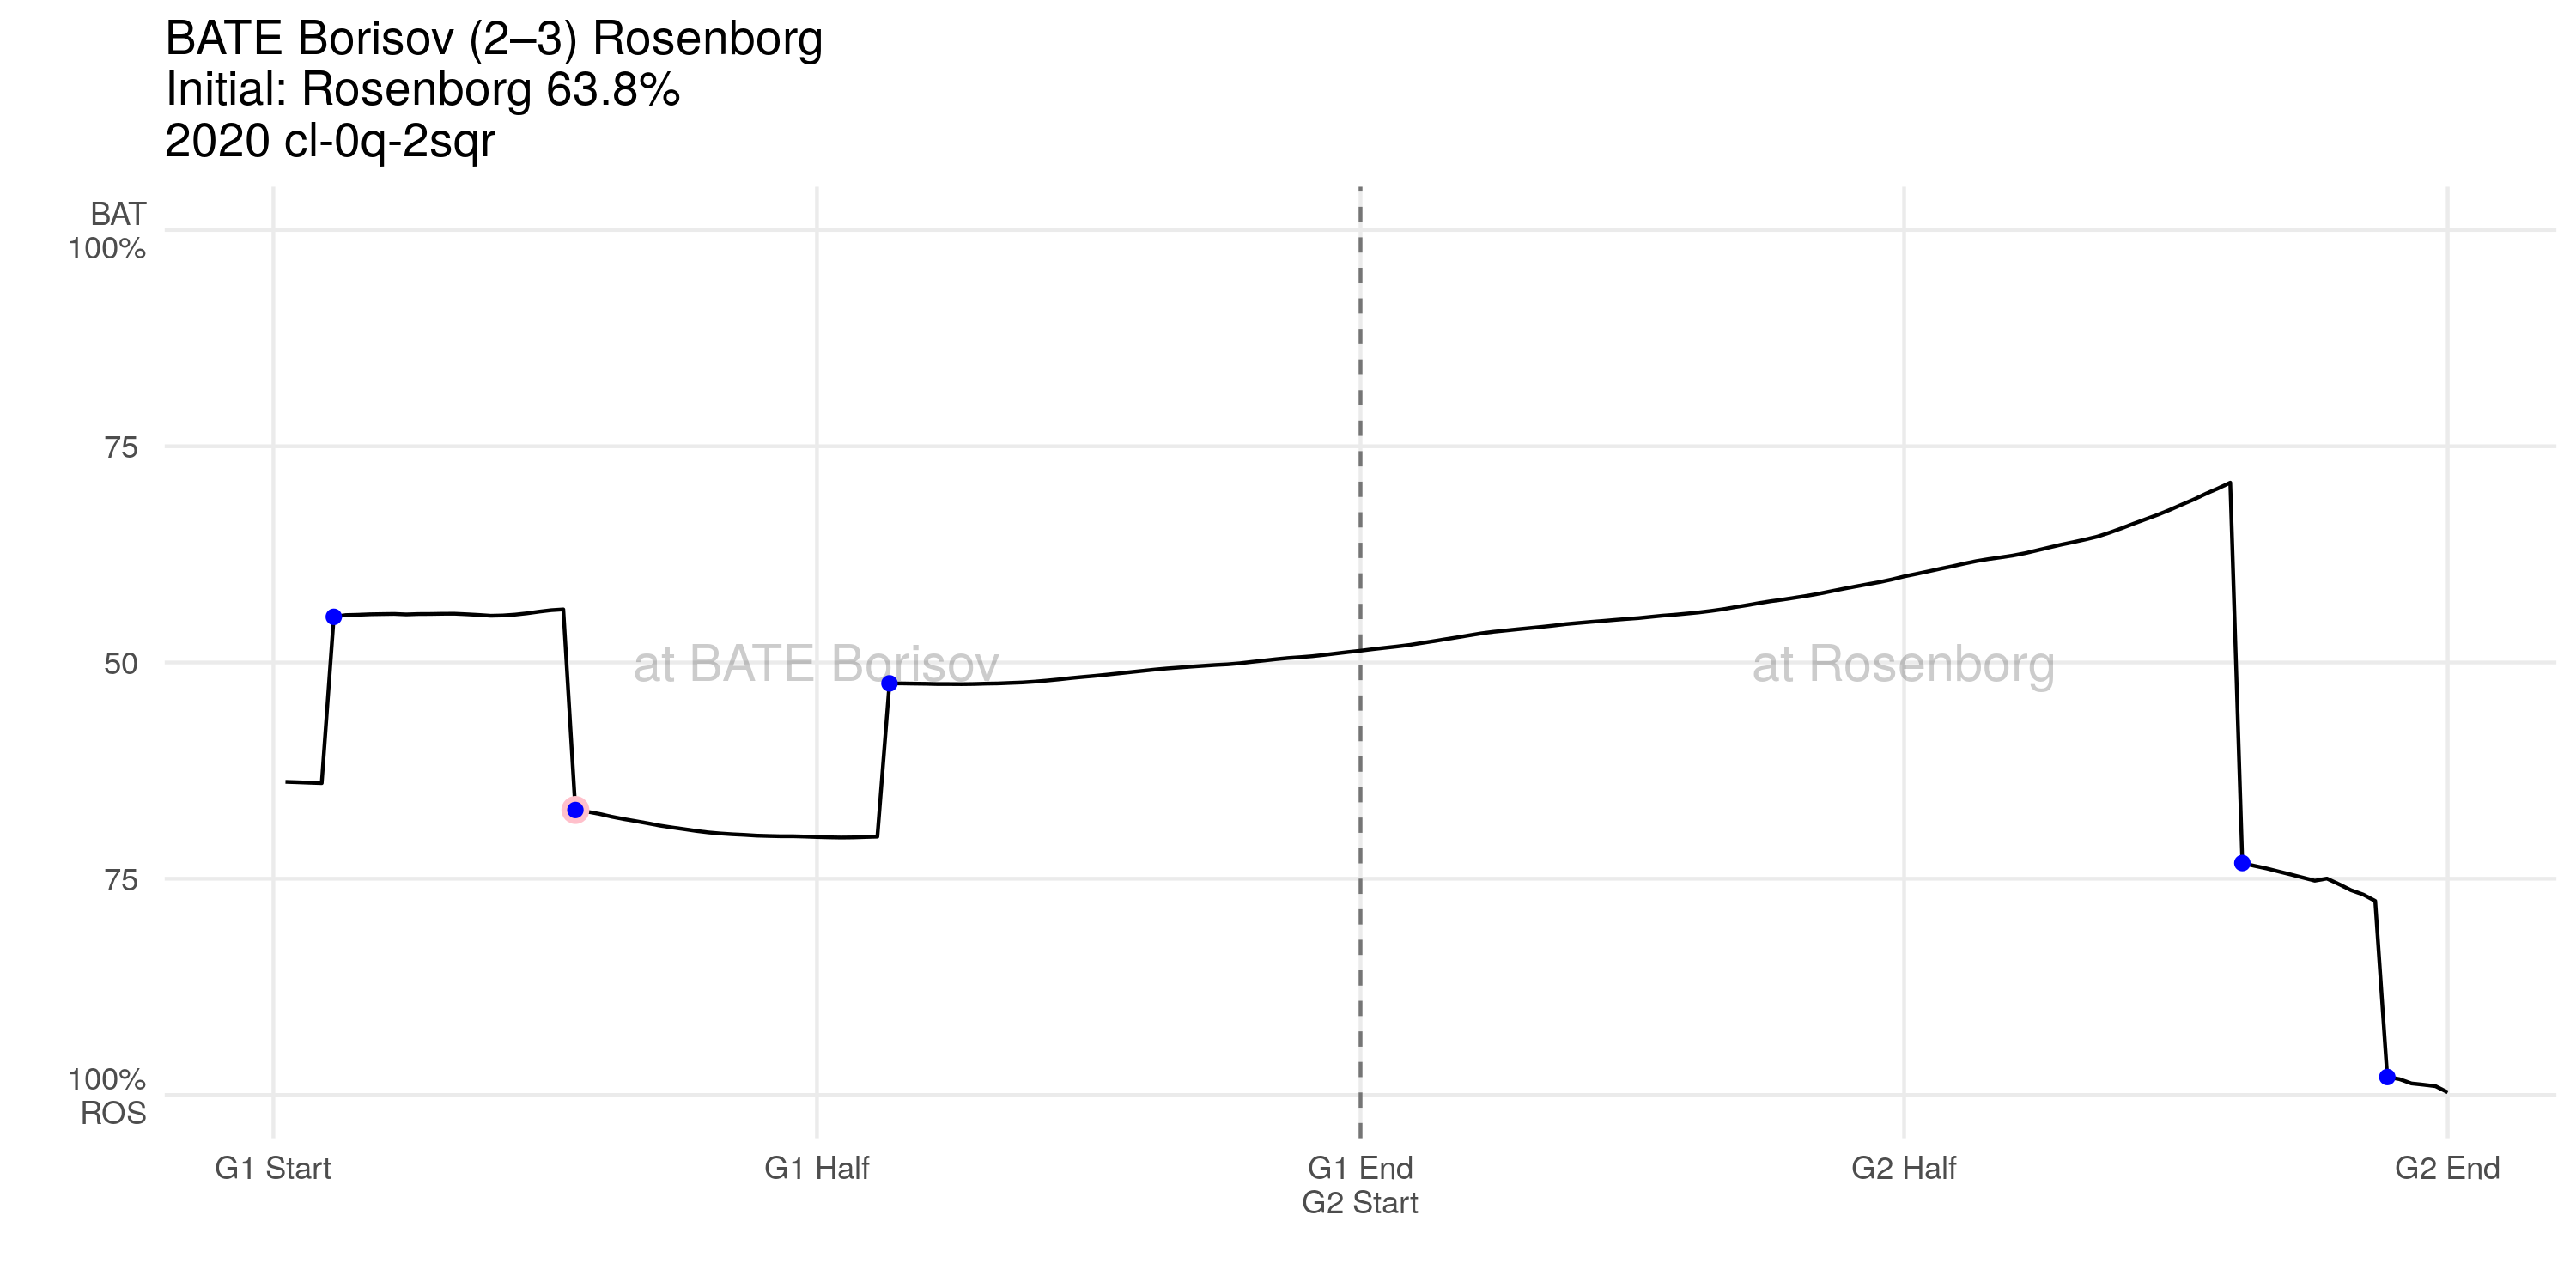 BATE Borisov (2–3) Rosenborg
Initial: Rosenborg 63.8%
2020 cl-0q-2sqr
BAT
100%
75
50
75
100%
ROS
at BATE Borisov
at Rosenborg
G1 Start
G1 Half
G1 End
G2 Start
G2 Half
G2 End